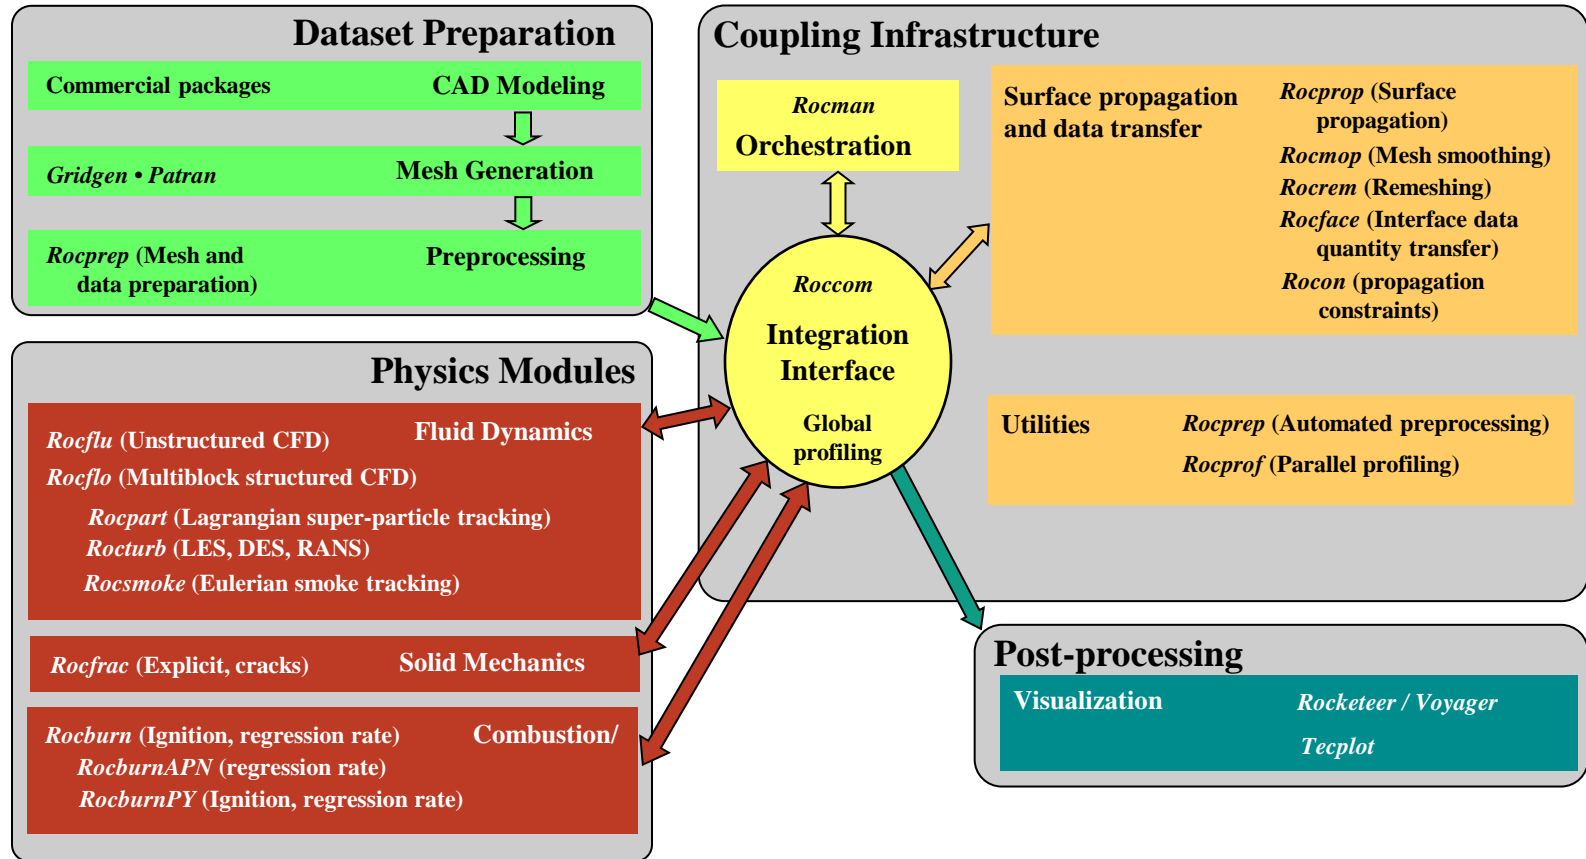 Dataset Preparation
Commercial packages
CAD Modeling
Gridgen • Patran
Mesh Generation
Rocprep (Mesh and
data preparation)
Preprocessing
Physics Modules
Rocflu (Unstructured CFD)
Fluid Dynamics
Rocflo (Multiblock structured CFD)
Rocpart (Lagrangian super-particle tracking)
Rocturb (LES, DES, RANS)
Rocsmoke (Eulerian smoke tracking)
Rocfrac (Explicit, cracks)
Solid Mechanics
Rocburn (Ignition, regression rate)
Combustion/
RocburnAPN (regression rate)
RocburnPY (Ignition, regression rate)
Coupling Infrastructure
Rocman
Orchestration
Roccom
Integration
Interface
Global
profiling
Surface propagation
and data transfer
Rocprop (Surface
propagation)
Rocmop (Mesh smoothing)
Rocrem (Remeshing)
Rocface (Interface data
quantity transfer)
Rocon (propagation
constraints)
Utilities
Rocprep (Automated preprocessing)
Rocprof (Parallel profiling)
Post-processing
Visualization
Rocketeer / Voyager
Tecplot